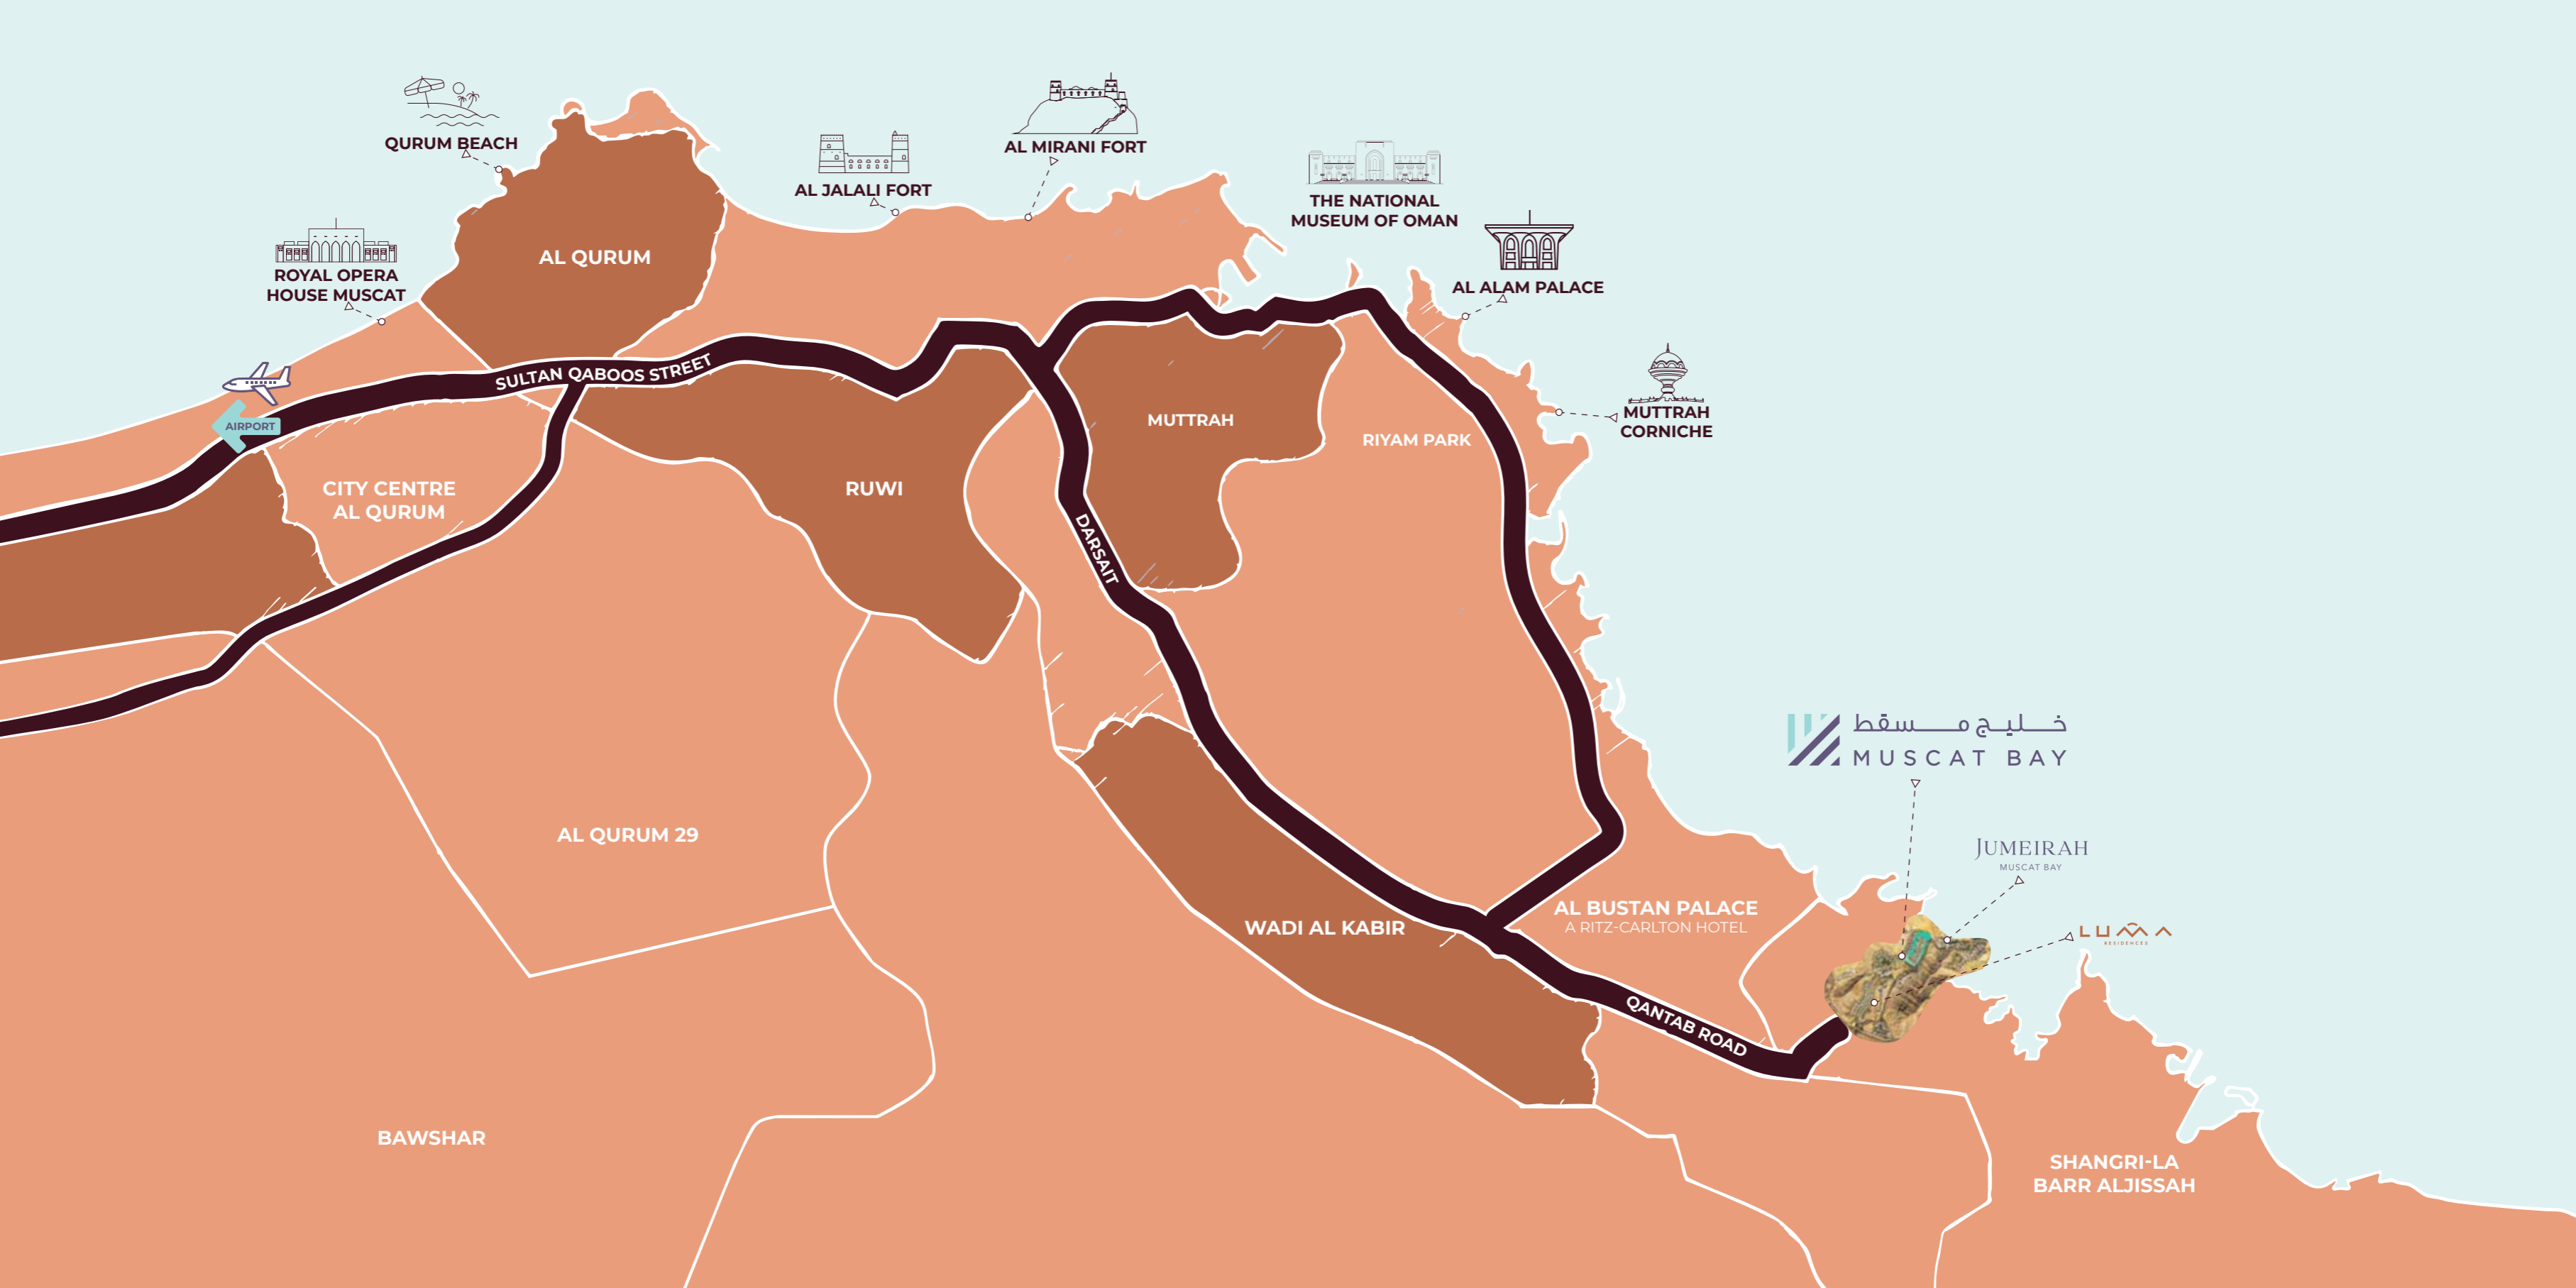 QURUM BEACH
ROYAL OPERA
HOUSE MUSCAT
AL QURUM
AL JALALI FORT
AL MIRANI FORT
THE NATIONAL
MUSEUM OF OMAN
AL ALAM PALACE
MUTTRAH
CORNICHE
AIRPORT
SULTAN QABOOS STREET
CITY CENTRE
AL QURUM
RUWI
MUTTRAH
RIYAM PARK
DARSAIT
AL QURUM 29
WADI AL KABIR
AL BUSTAN PALACE
A RITZ-CARLTON HOTEL
QANTAB ROAD
خليج مسقط
MUSCAT BAY
JUMEIRAH
MUSCAT BAY
LUMA
RESIDENCES
BAWSHAR
SHANGRI-LA
BARR ALJISSAH